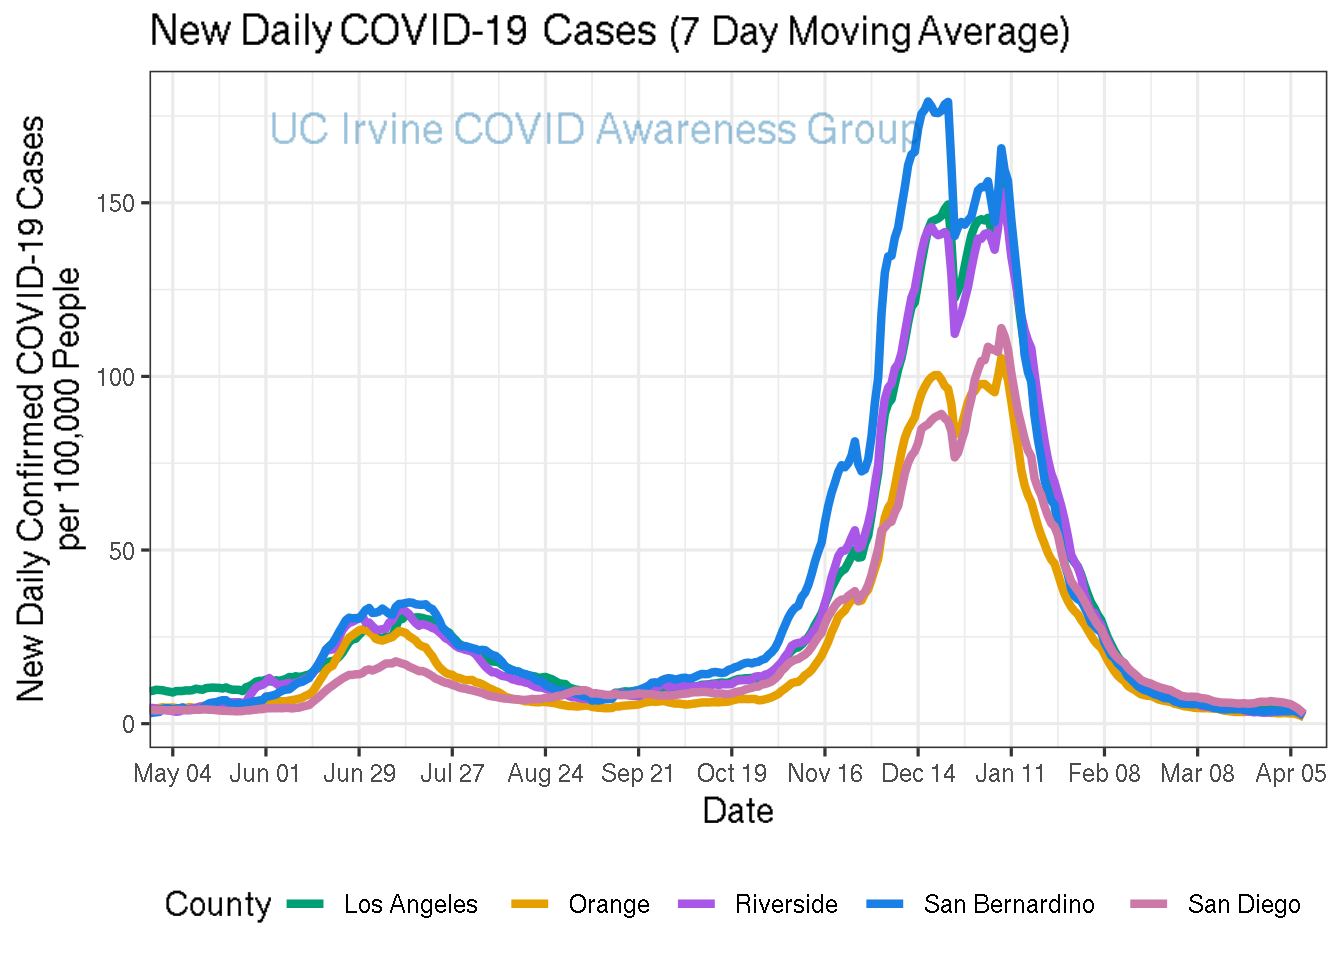 New Daily COVID-19 Cases (7 Day Moving Average)
UC Irvine COVID Awareness Group
New Daily Confirmed COVID-19 Cases
per 100,000 People
150
100
50
0
May 04 Jun 01 Jun 29 Jul 27 Aug 24 Sep 21 Oct 19 Nov 16 Dec 14 Jan 11 Feb 08 Mar 08 Apr 05
Date
County Los Angeles Orange Riverside San Bernardino San Diego